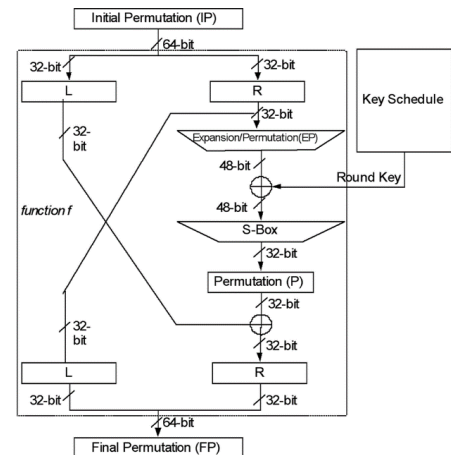 Initial Permutation (IP)
64-bit
32-bit
32-bit
L
R
Key Schedule
32-bit
32-bit
Expansion/Permutation(EP)
48-bit
Round Key
48-bit
function f
S-Box
32-bit
Permutation (P)
32-bit
32-bit
32-bit
L
R
32-bit
32-bit
64-bit
Final Permutation (FP)